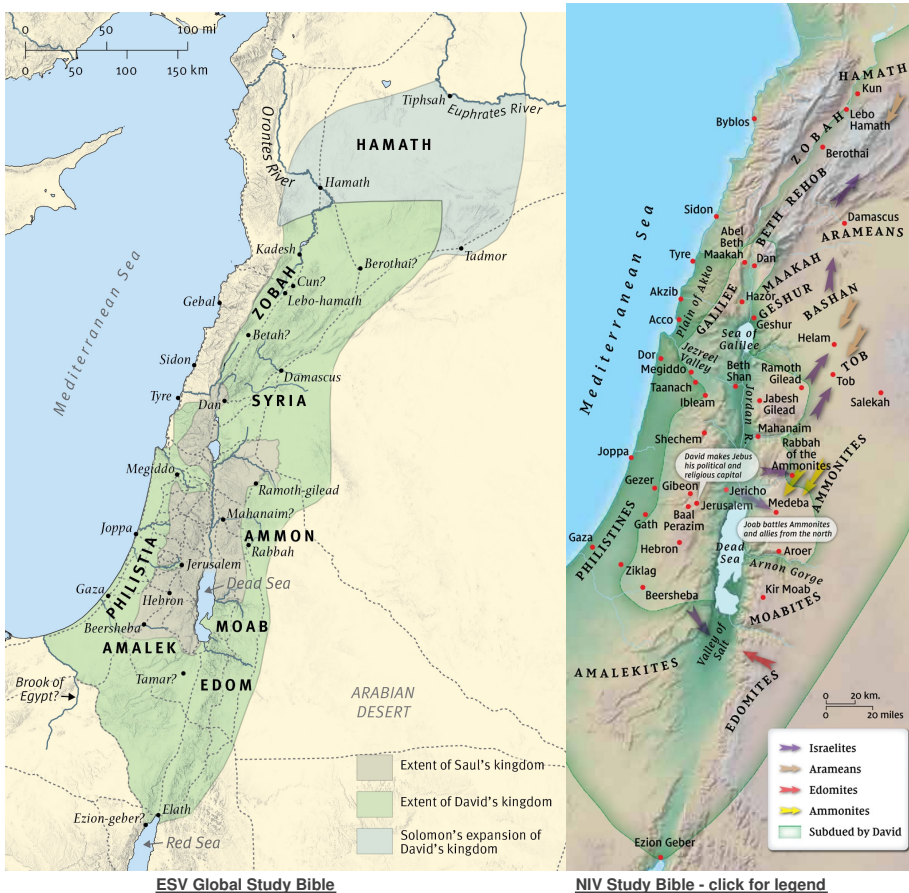 0 50 100 mi
0 50 100 150 km
Tiphsah
Euphrates River
Orontes River
HAMATH
Hamath
Kadesh
Tadmor
Berothai?
ZOBAH
Cun?
Lebo-hamath
Gebal
Mediterranean Sea
Betah?
Sidon
Damascus
Tyre
Dan
SYRIA
Megiddo
Ramoth-gilead
Mahanaim?
Joppa
AMMON
Rabbah
PHILISTIA
Jerusalem
Gaza
Dead Sea
Hebron
Beersheba
MOAB
AMALEK
Tamar?
EDOM
Brook of
Egypt?
ARABIAN
DESERT
Elath
Ezion-geber?
Red Sea
Extent of Saul's kingdom
Extent of David's kingdom
Solomon's expansion of
David's kingdom
ESV Global Study Bible
HAMATH
Kun
Lebo
Hamath
Byblos
ZOBAH
Berothai
BETH REHOB
Sidon
Damascus
ARAMEANS
Abel
Beth
Maakah
Dan
Tyre
MAAKAH
Mediterranean Sea
Plain of Akko
GALILEE
Akzib
Hazor
GESHUR
BASHAN
Acco
Geshur
Sea of
Galilee
Helam
Dor
Jezreel
Valley
Megiddo
Beth
Shan
Ramoth
Gilead
TOB
Tob
Taanach
Ibleam
Jabesh
Gilead
Salekah
Jordan R.
Mahanaim
Shechem
Rabbah
of the
Ammonites
AMMONITES
Joppa
David makes Jebus
his political and
religious capital
Gezer
Gibeon
Jericho
Medeba
Jerusalem
Gath
Baal
Perazim
Joab battles Ammonites
and allies from the north
PHILISTINES
Gaza
Hebron
Dead
Sea
Aroer
Arnon Gorge
Ziklag
Kir Moab
Beersheba
MOABITES
Valley of
Salt
AMALEKITES
EDOMITES
0 20 km.
0 20 miles
Israelites
Arameans
Edomites
Ammonites
Subdued by David
Ezion Geber
NIV Study Bible - click for legend